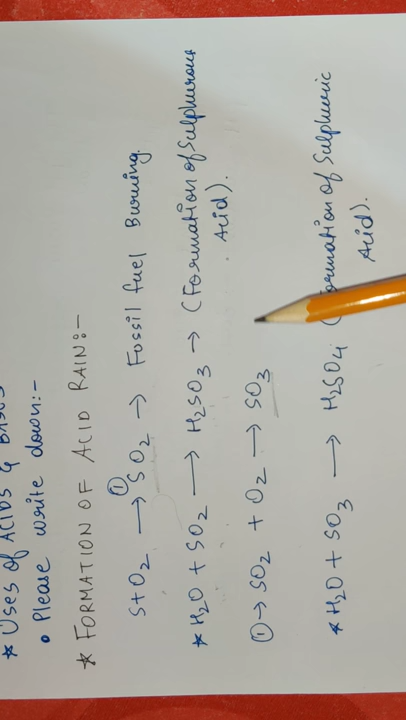 * Uses of ACIDS & BASES
• Please write down:-
* FORMATION OF ACID RAIN:-
S+O₂ → ①SO₂ → Fossil fuel Burning.
* H₂O + SO₂ → H₂SO₃ → (Formation of Sulphurous
Acid).
①→ SO₂ + O₂ → SO₃
* H₂O + SO₃ → H₂SO4 (Formation of Sulphuric
Acid).